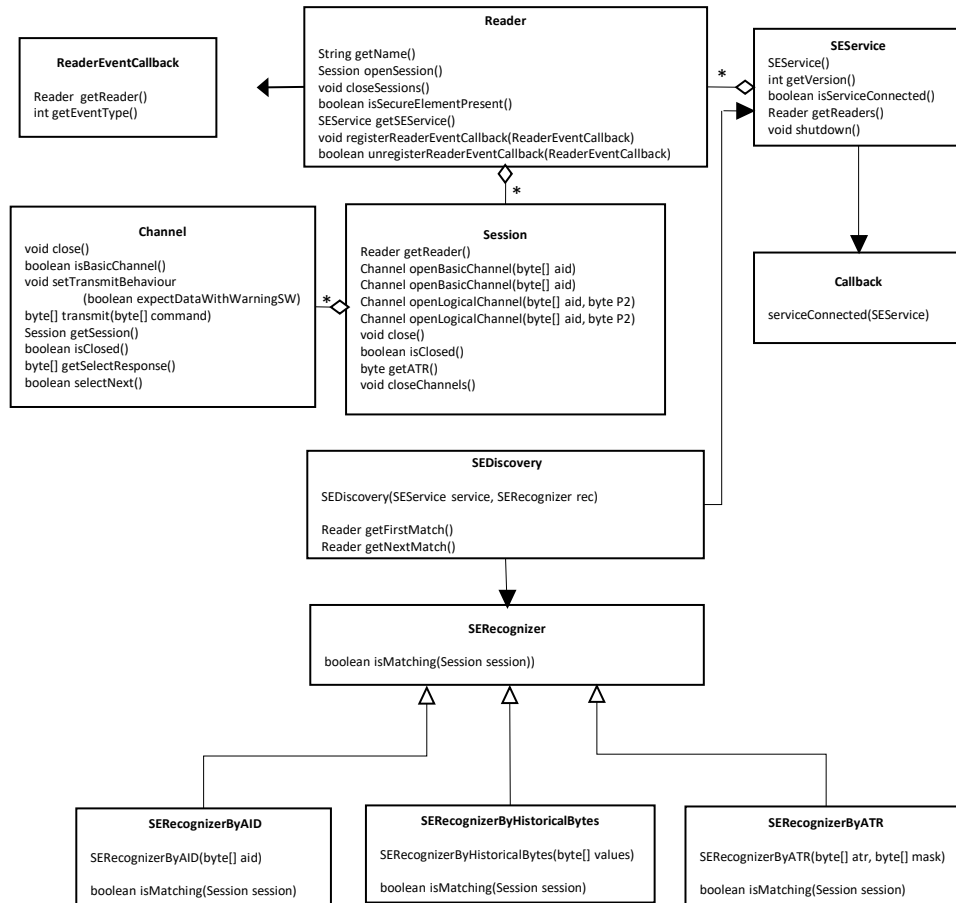 Reader
String getName()
Session openSession()
void closeSessions()
boolean isSecureElementPresent()
SEService getSEService()
void registerReaderEventCallback(ReaderEventCallback)
boolean unregisterReaderEventCallback(ReaderEventCallback)
ReaderEventCallback
Reader getReader()
int getEventType()
SEService
SEService()
int getVersion()
boolean isServiceConnected()
Reader getReaders()
void shutdown()
*
*
Channel
void close()
boolean isBasicChannel()
void setTransmitBehaviour
(boolean expectDataWithWarningSW)
byte[] transmit(byte[] command)
Session getSession()
boolean isClosed()
byte[] getSelectResponse()
boolean selectNext()
*
Session
Reader getReader()
Channel openBasicChannel(byte[] aid)
Channel openBasicChannel(byte[] aid)
Channel openLogicalChannel(byte[] aid, byte P2)
Channel openLogicalChannel(byte[] aid, byte P2)
void close()
boolean isClosed()
byte getATR()
void closeChannels()
Callback
serviceConnected(SEService)
SEDiscovery
SEDiscovery(SEService service, SERecognizer rec)
Reader getFirstMatch()
Reader getNextMatch()
SERecognizer
boolean isMatching(Session session))
SERecognizerByAID
SERecognizerByAID(byte[] aid)
boolean isMatching(Session session)
SERecognizerByHistoricalBytes
SERecognizerByHistoricalBytes(byte[] values)
boolean isMatching(Session session)
SERecognizerByATR
SERecognizerByATR(byte[] atr, byte[] mask)
boolean isMatching(Session session)